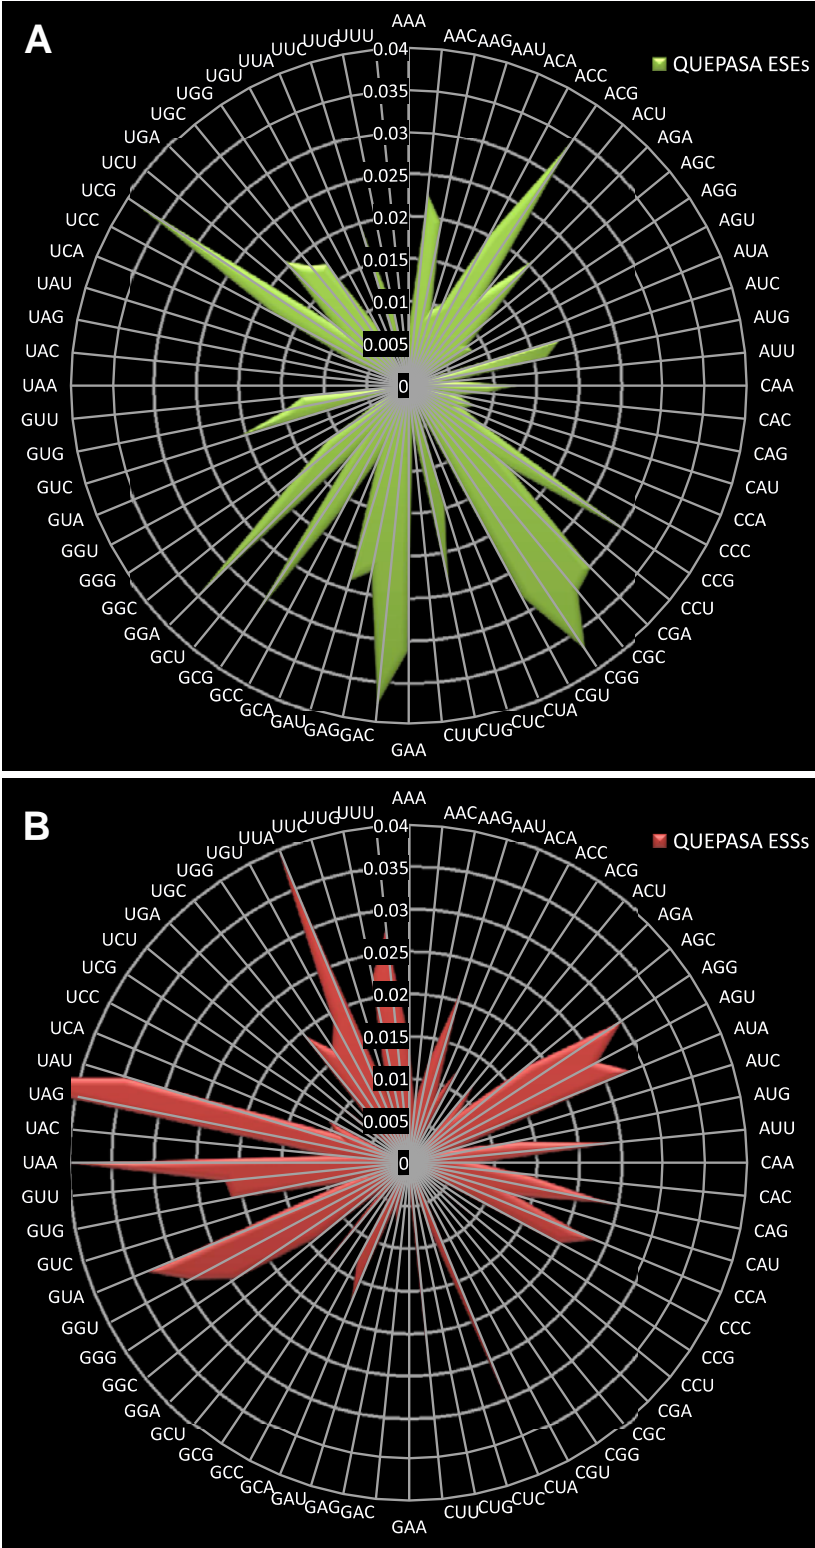 A
QUEPASA ESEs
AAA
AAC
AAG
AAU
ACA
ACC
ACG
ACU
AGA
AGC
AGG
AGU
AUA
AUC
AUG
AUU
CAA
CAC
CAG
CAU
CCA
CCC
CCG
CCU
CGA
CGC
CGG
CGU
CUA
CUC
CUG
CUU
GAA
GAC
GAG
GAU
GCA
GCC
GCG
GCU
GGA
GGC
GGG
GGU
GUA
GUC
GUG
GUU
UAA
UAC
UAG
UAU
UCA
UCC
UCG
UCU
UGA
UGC
UGG
UGU
UUA
UUC
UUG
UUU
0.04
0.035
0.03
0.025
0.02
0.015
0.01
0.005
0
B
QUEPASA ESSs
AAA
AAC
AAG
AAU
ACA
ACC
ACG
ACU
AGA
AGC
AGG
AGU
AUA
AUC
AUG
AUU
CAA
CAC
CAG
CAU
CCA
CCC
CCG
CCU
CGA
CGC
CGG
CGU
CUA
CUC
CUG
CUU
GAA
GAC
GAG
GAU
GCA
GCC
GCG
GCU
GGA
GGC
GGG
GGU
GUA
GUC
GUG
GUU
UAA
UAC
UAG
UAU
UCA
UCC
UCG
UCU
UGA
UGC
UGG
UGU
UUA
UUC
UUG
UUU
0.04
0.035
0.03
0.025
0.02
0.015
0.01
0.005
0